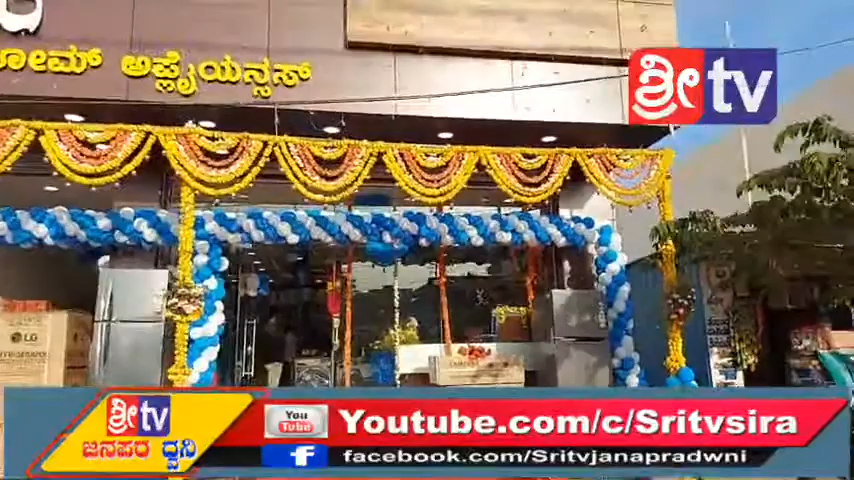 ಹೋಮ್ ಅಪ್ಲೈಯನ್ಸಸ್
ಶ್ರೀ tv
LG
ಶ್ರೀ tv
ಜನಪರ ಧ್ವನಿ
You Tube
Youtube.com/c/Sritvsira
f
facebook.com/Sritvjanapradwni